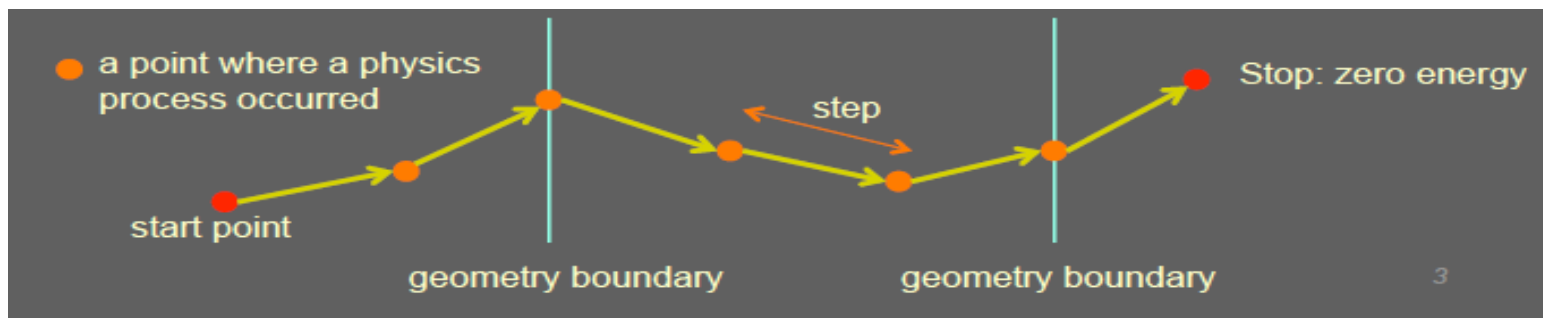 a point where a physics
process occurred
step
Stop: zero energy
start point
geometry boundary
geometry boundary
3